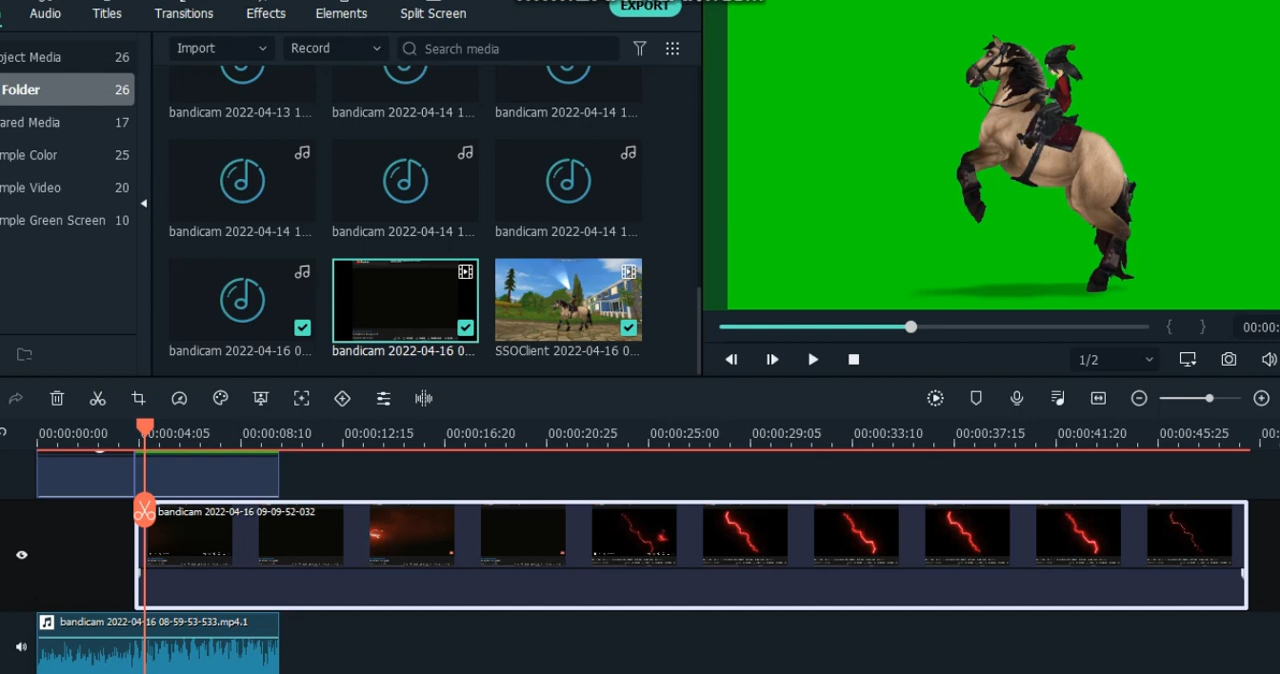 Audio
Titles
Transitions
Effects
Elements
Split Screen
EXPORT
oject Media 26
Folder 26
ared Media 17
mple Color 25
mple Video 20
mple Green Screen 10
Import
Record
Search media
bandicam 2022-04-13 1...
bandicam 2022-04-14 1...
bandicam 2022-04-14 1...
bandicam 2022-04-14 1...
bandicam 2022-04-14 1...
bandicam 2022-04-14 1...
bandicam 2022-04-16 0...
bandicam 2022-04-16 0...
SSOClient 2022-04-16 0...
{ }
00:00:
1/2
00:00:00:00
00:00:04:05
00:00:08:10
00:00:12:15
00:00:16:20
00:00:20:25
00:00:25:00
00:00:29:05
00:00:33:10
00:00:37:15
00:00:41:20
00:00:45:25
00:
bandicam 2022-04-16 09-09-52-032
bandicam 2022-04-16 08-59-53-533.mp4.1